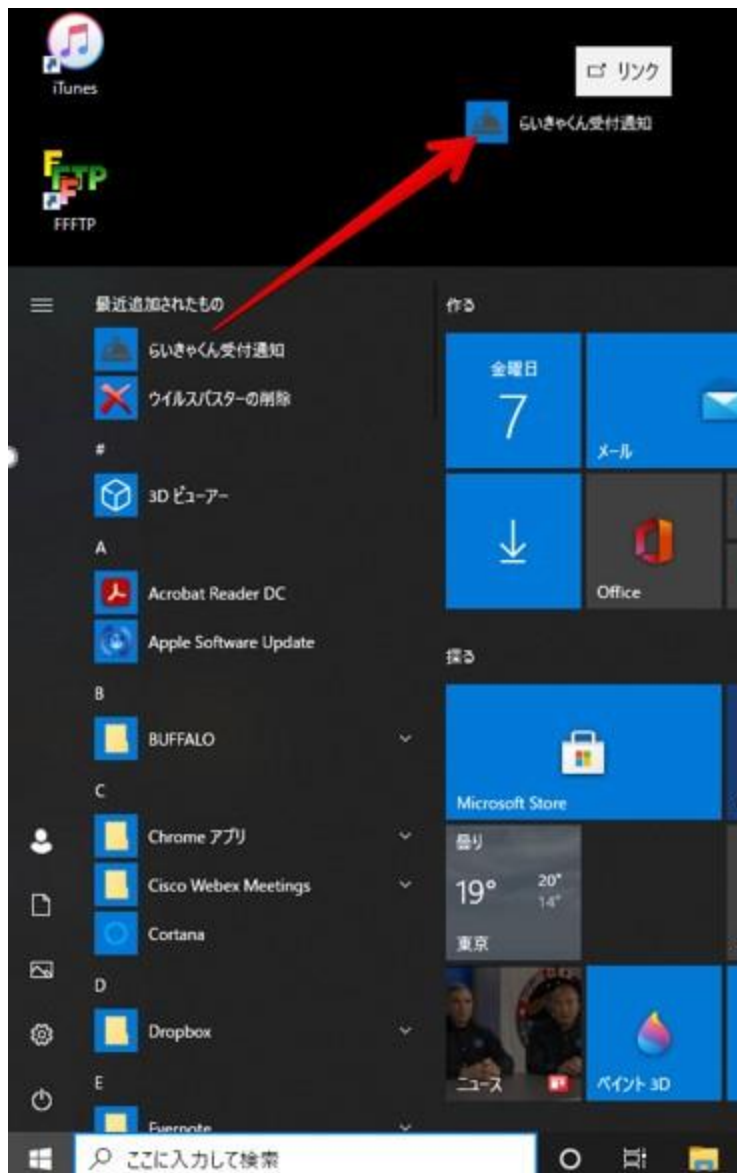 iTunes
リンク
らいきゃくん受付通知
FFFTP
FFFTP
最近追加されたもの
らいきゃくん受付通知
ウイルスバスターの削除
#
3D ビューアー
A
Acrobat Reader DC
Apple Software Update
B
BUFFALO
C
Chrome アプリ
Cisco Webex Meetings
Cortana
D
Dropbox
E
Evernote
作る
金曜日
7
メール
Office
探る
Microsoft Store
曇り
19° 20°
14°
東京
ニュース
ペイント 3D
ここに入力して検索